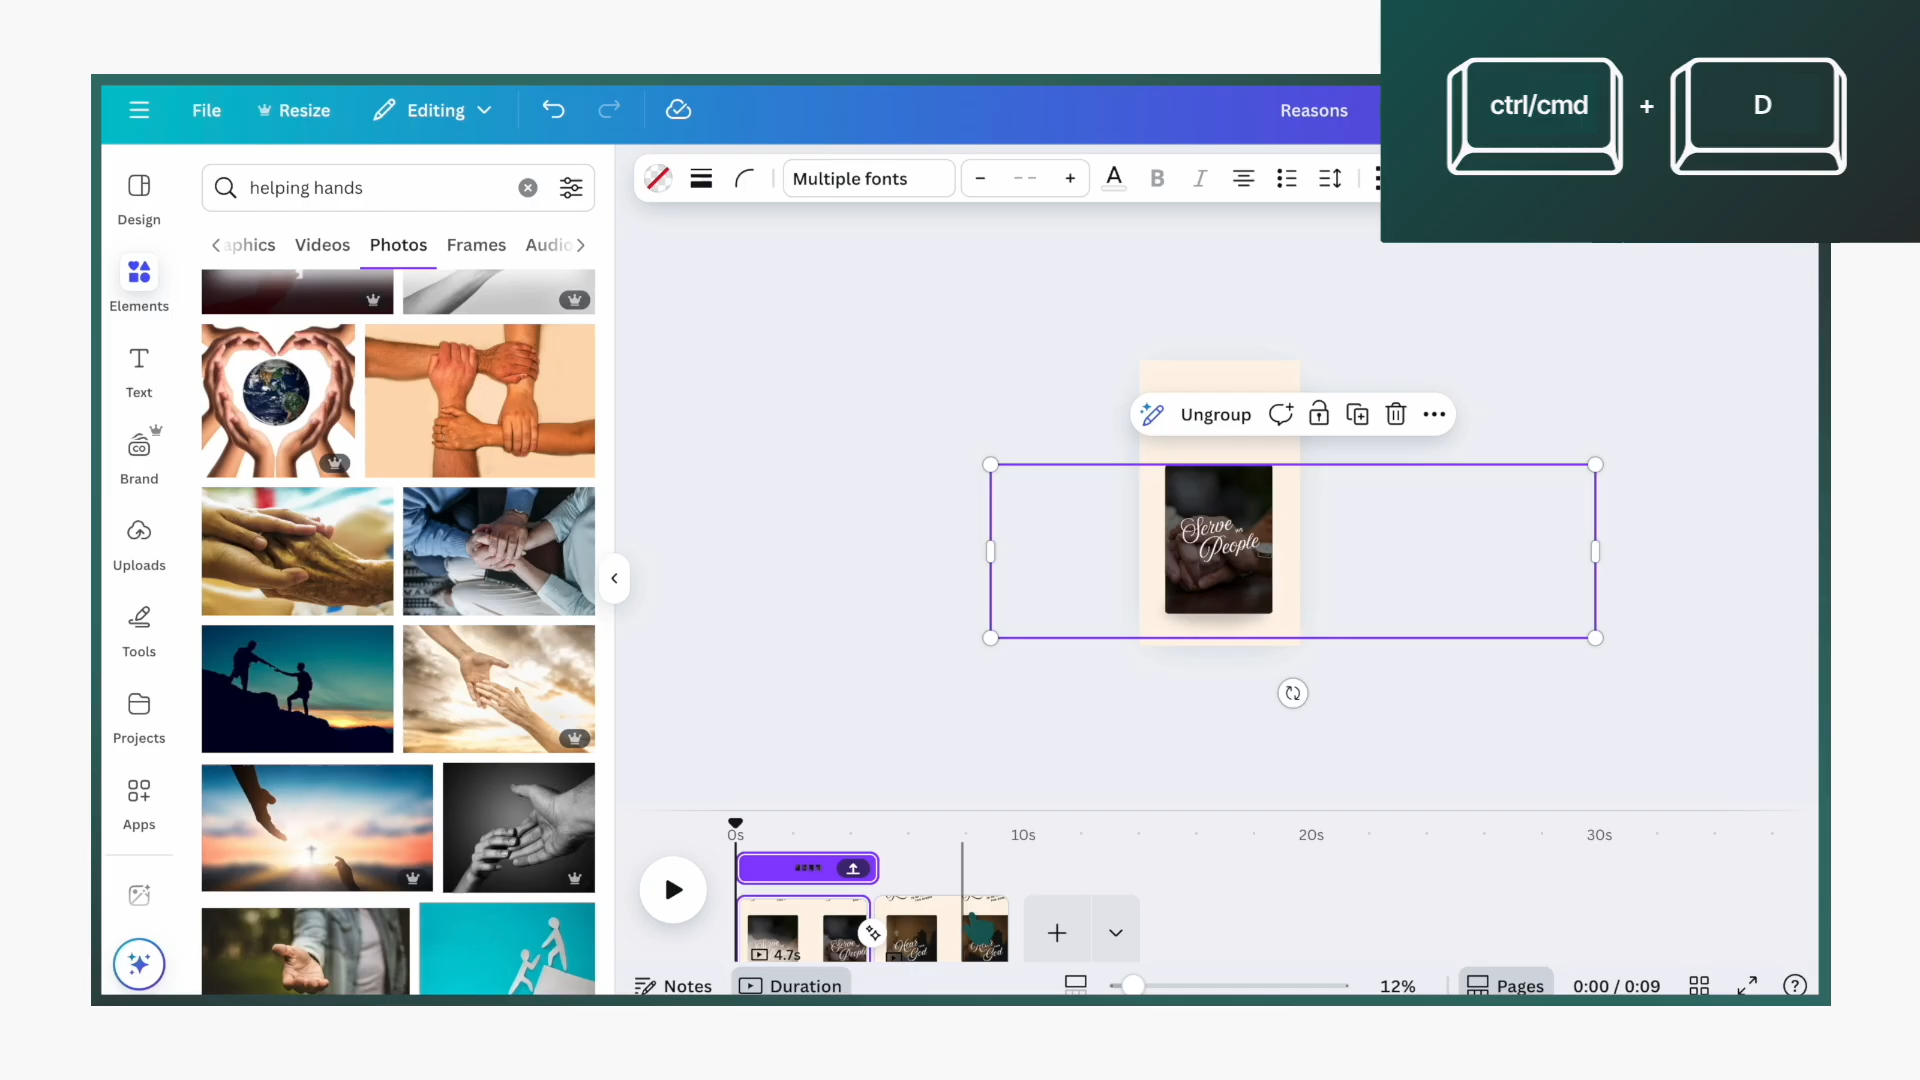 ctrl/cmd + D
File
Resize
Editing
Reasons
Design
Elements
Text
Brand
Uploads
Tools
Projects
Apps
helping hands
aphics
Videos
Photos
Frames
Audio
Multiple fonts
– -- +
A B I
Ungroup
Serve
People
0s 10s 20s 30s
4.7s
Notes
Duration
12%
Pages
0:00 / 0:09